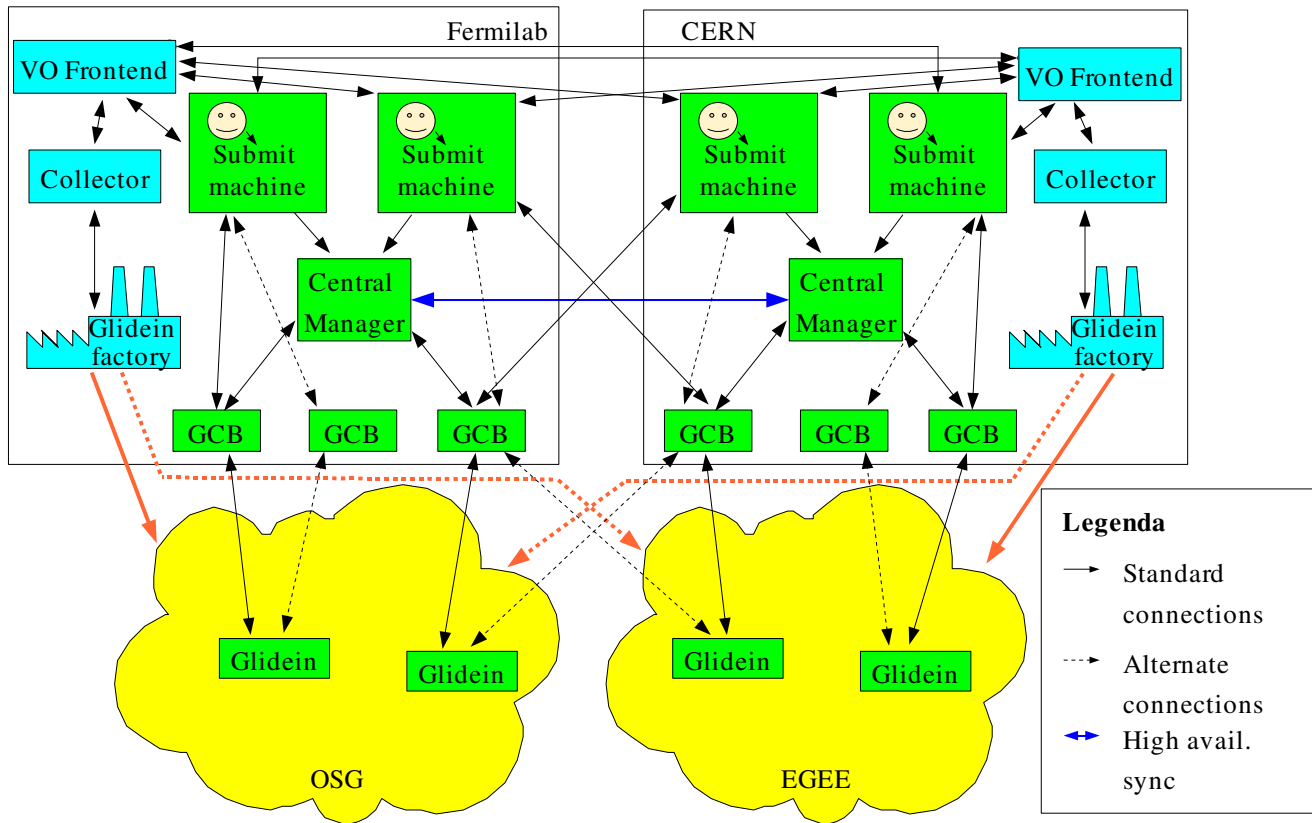 Fermilab
CERN
VO Frontend
VO Frontend
Submit
machine
Submit
machine
Submit
machine
Submit
machine
Collector
Collector
Central
Manager
Central
Manager
Glidein
factory
Glidein
factory
GCB
GCB
GCB
GCB
GCB
GCB
Legenda
Standard
connections
Alternate
connections
High avail.
sync
Glidein
Glidein
Glidein
Glidein
OSG
EGEE